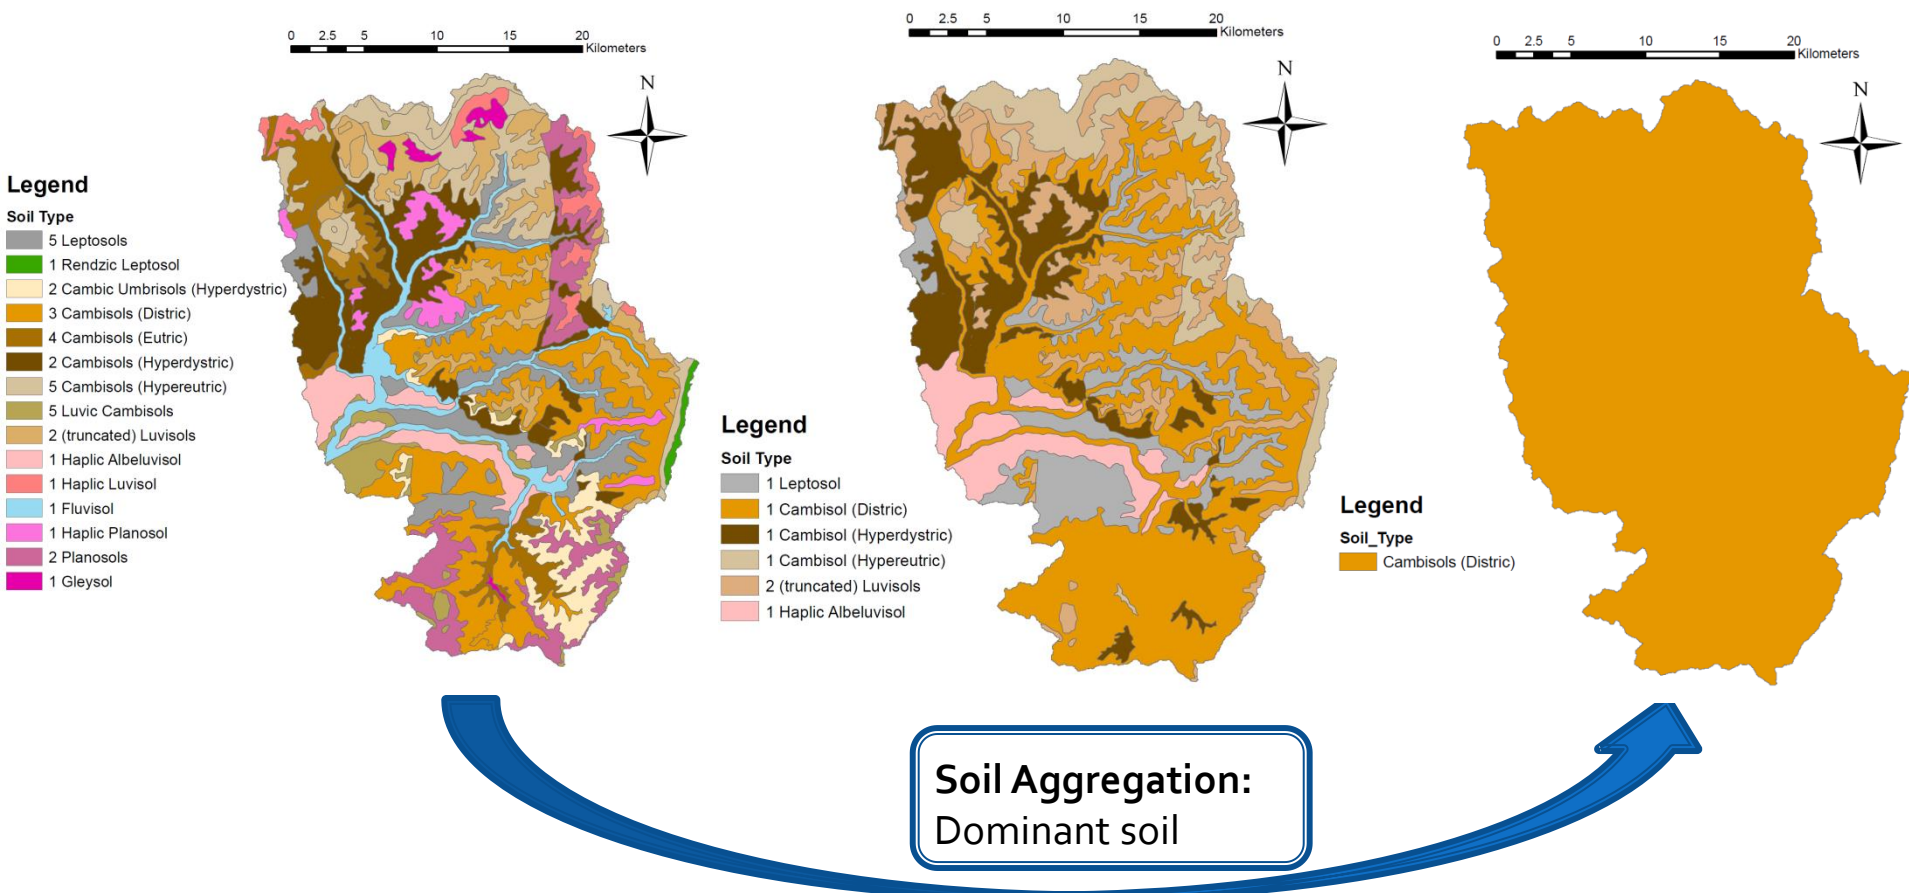 0 2.5 5 10 15 20
Kilometers
N
Legend
Soil Type
5 Leptosols
1 Rendzic Leptosol
2 Cambic Umbrisols (Hyperdystric)
3 Cambisols (Distric)
4 Cambisols (Eutric)
2 Cambisols (Hyperdystric)
5 Cambisols (Hypereutric)
5 Luvic Cambisols
2 (truncated) Luvisols
1 Haplic Albeluvisol
1 Haplic Luvisol
1 Fluvisol
1 Haplic Planosol
2 Planosols
1 Gleysol
0 2.5 5 10 15 20
Kilometers
N
Legend
Soil Type
1 Leptosol
1 Cambisol (Distric)
1 Cambisol (Hyperdystric)
1 Cambisol (Hypereutric)
2 (truncated) Luvisols
1 Haplic Albeluvisol
0 2.5 5 10 15 20
Kilometers
N
Legend
Soil_Type
Cambisols (Distric)
Soil Aggregation:
Dominant soil